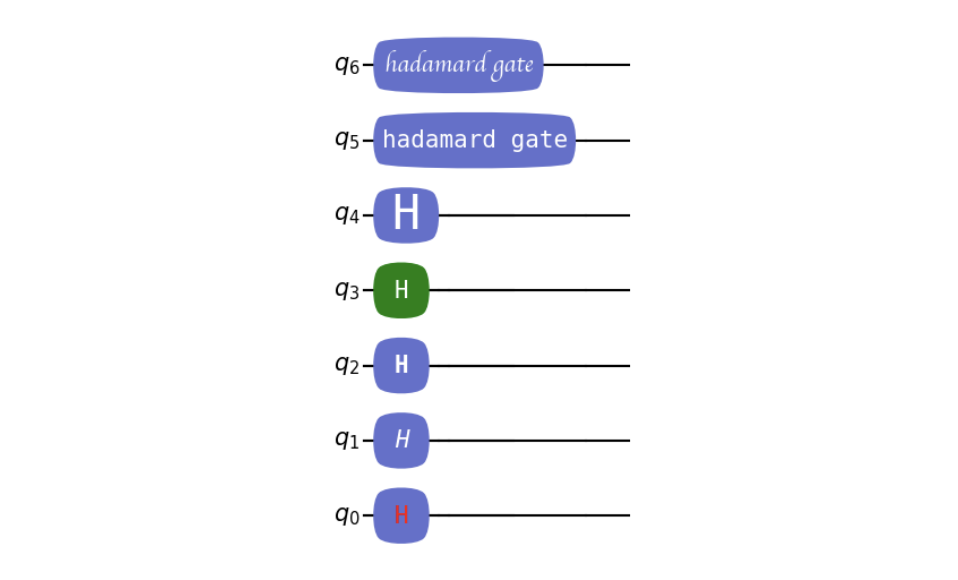 q6 hadamard gate
q5 hadamard gate
q4 H
q3 H
q2 H
q1 H
q0 H